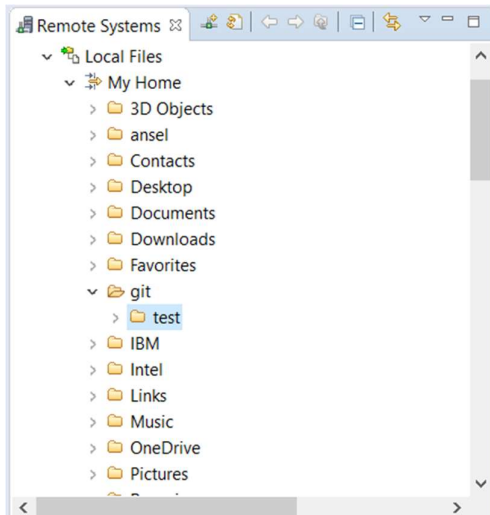 Remote Systems
Local Files
My Home
3D Objects
ansel
Contacts
Desktop
Documents
Downloads
Favorites
git
test
IBM
Intel
Links
Music
OneDrive
Pictures